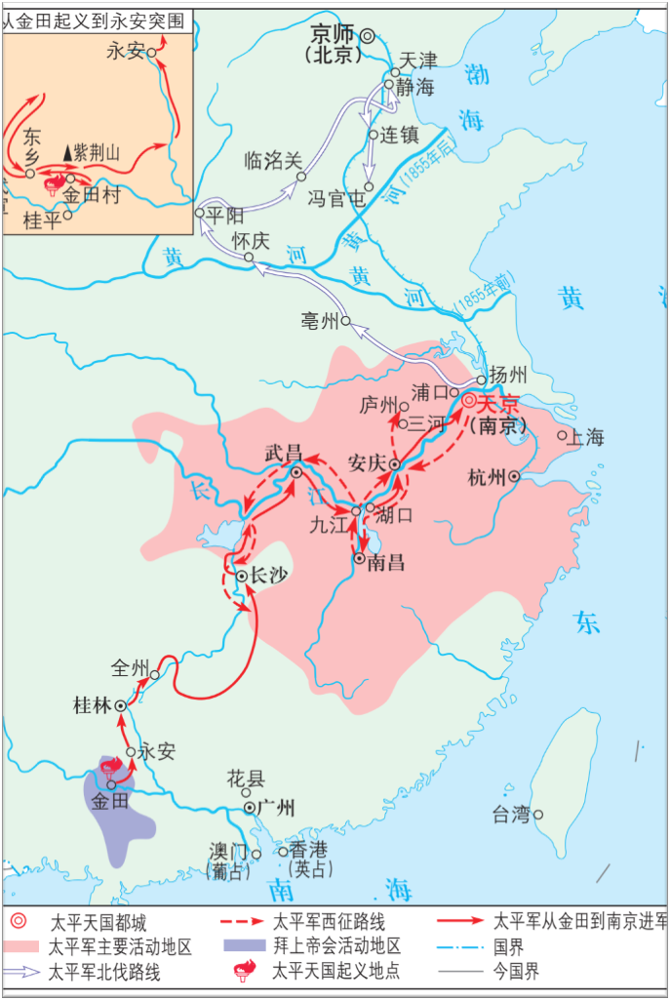 从金田起义到永安突围
永安
东乡
紫荆山
金田村
桂平
京师
(北京)
天津
静海
渤海
连镇
临洺关
冯官屯
(1855年后)
黄河
平阳
怀庆
黄河
黄河
(1855年前)
黄
亳州
扬州
浦口
庐州
天京
(南京)
三河
上海
武昌
安庆
杭州
长江
九江
湖口
南昌
长沙
东
全州
桂林
永安
金田
花县
广州
台湾
澳门
(葡占)
香港
(英占)
南海
太平天国都城
太平军西征路线
太平军从金田到南京进军
太平军主要活动地区
拜上帝会活动地区
国界
太平军北伐路线
太平天国起义地点
今国界